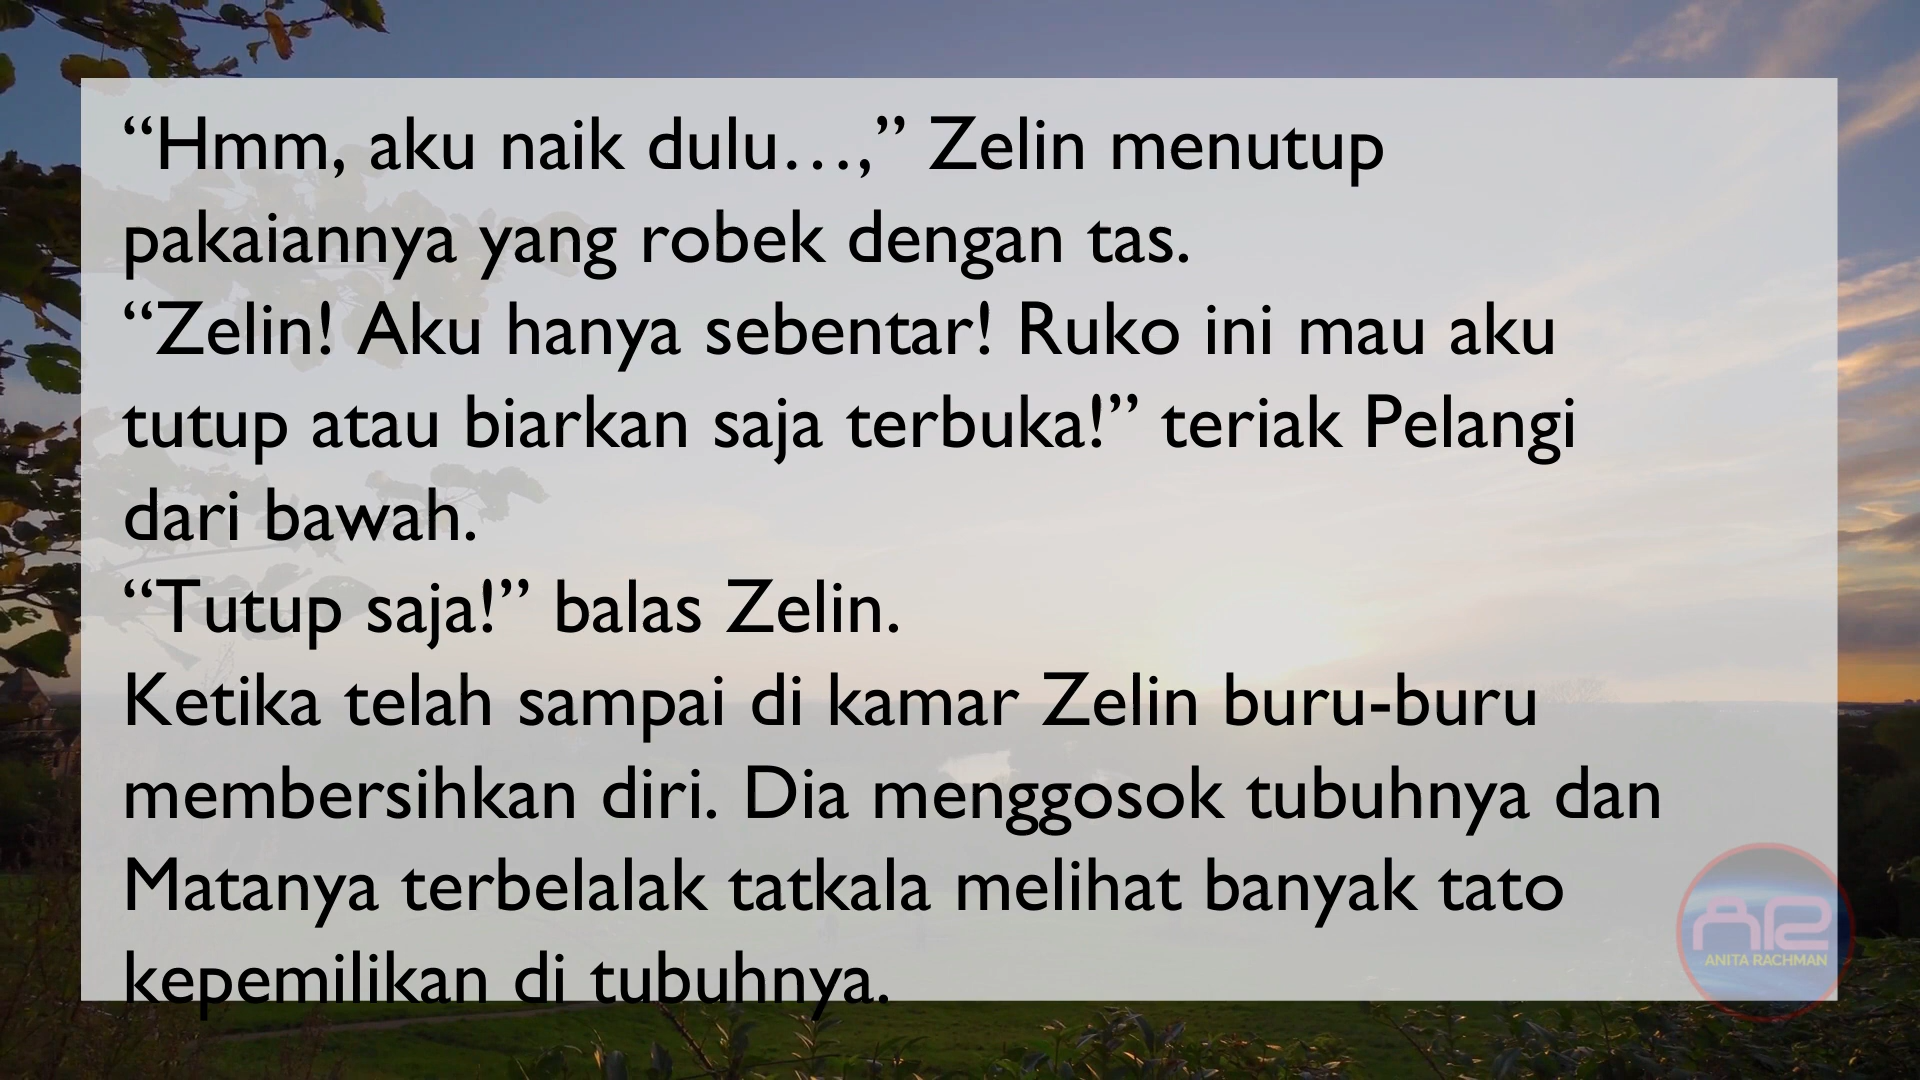 “Hmm, aku naik dulu…,” Zelin menutup
pakaiannya yang robek dengan tas.
“Zelin! Aku hanya sebentar! Ruko ini mau aku
tutup atau biarkan saja terbuka!” teriak Pelangi
dari bawah.
“Tutup saja!” balas Zelin.
Ketika telah sampai di kamar Zelin buru-buru
membersihkan diri. Dia menggosok tubuhnya dan
Matanya terbelalak tatkala melihat banyak tato
kepemilikan di tubuhnya.
AR
ANITA RACHMAN